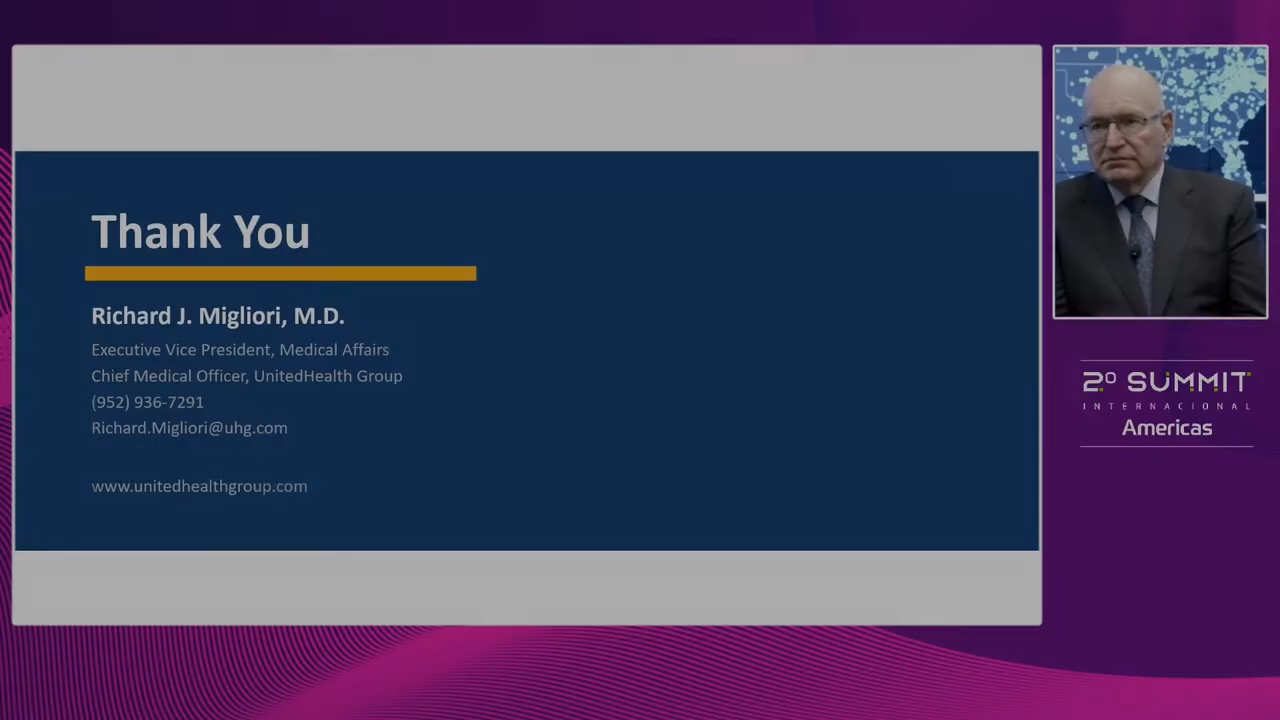 Thank You
Richard J. Migliori, M.D.
Executive Vice President, Medical Affairs
Chief Medical Officer, UnitedHealth Group
(952) 936-7291
Richard.Migliori@uhg.com
www.unitedhealthgroup.com
2º SUMMIT
INTERNACIONAL
Americas